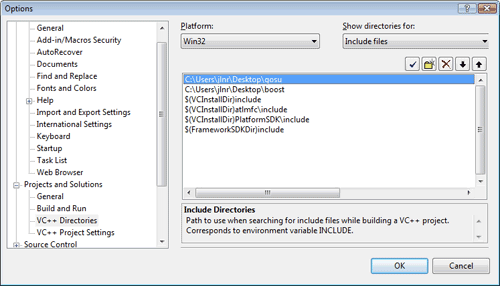 Options
General
Add-in/Macros Security
AutoRecover
Documents
Find and Replace
Fonts and Colors
Help
Import and Export Settings
International Settings
Keyboard
Startup
Task List
Web Browser
Projects and Solutions
General
Build and Run
VC++ Directories
VC++ Project Settings
Source Control
Platform:
Show directories for:
Win32
Include files
C:\Users\jlnr\Desktop\gosu
C:\Users\jlnr\Desktop\boost
$(VCInstallDir)include
$(VCInstallDir)atlmfc\include
$(VCInstallDir)PlatformSDK\include
$(FrameworkSDKDir)include
Include Directories
Path to use when searching for include files while building a VC++ project.
Corresponds to environment variable INCLUDE.
OK
Cancel